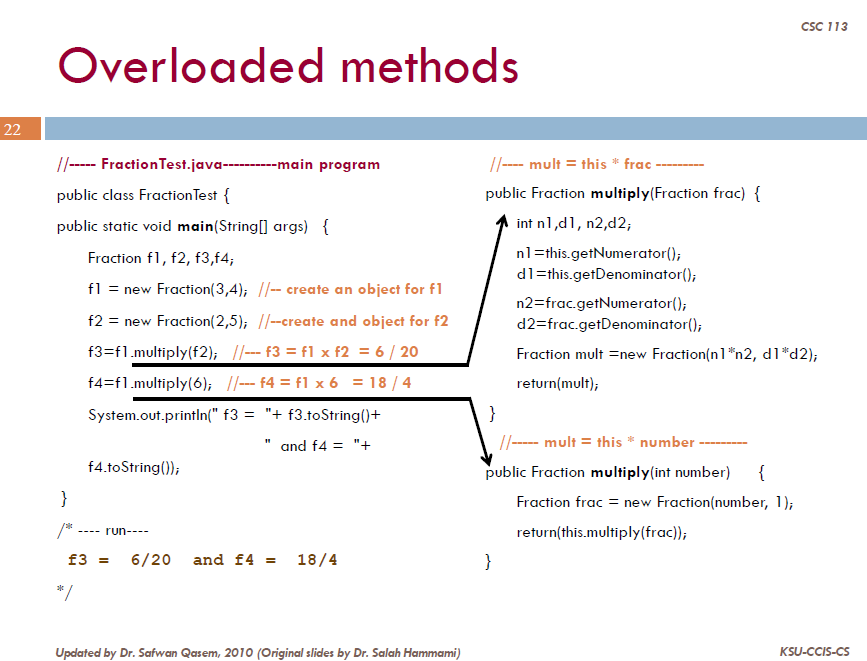 CSC 113
Overloaded methods
22
//----- FractionTest.java----------main program
public class FractionTest {
public static void main(String[] args) {
Fraction f1, f2, f3,f4;
f1 = new Fraction(3,4); //-- create an object for f1
f2 = new Fraction(2,5); //--create and object for f2
f3=f1.multiply(f2); //--- f3 = f1 x f2 = 6 / 20
f4=f1.multiply(6); //--- f4 = f1 x 6 = 18 / 4
System.out.println(" f3 = "+ f3.toString()+
" and f4 = "+
f4.toString());
}
/* ---- run----
f3 = 6/20 and f4 = 18/4
*/
//---- mult = this * frac ---------
public Fraction multiply(Fraction frac) {
int n1,d1, n2,d2;
n1=this.getNumerator();
d1=this.getDenominator();
n2=frac.getNumerator();
d2=frac.getDenominator();
Fraction mult =new Fraction(n1*n2, d1*d2);
return(mult);
}
//----- mult = this * number ---------
public Fraction multiply(int number) {
Fraction frac = new Fraction(number, 1);
return(this.multiply(frac));
}
Updated by Dr. Safwan Qasem, 2010 (Original slides by Dr. Salah Hammami)
KSU-CCIS-CS